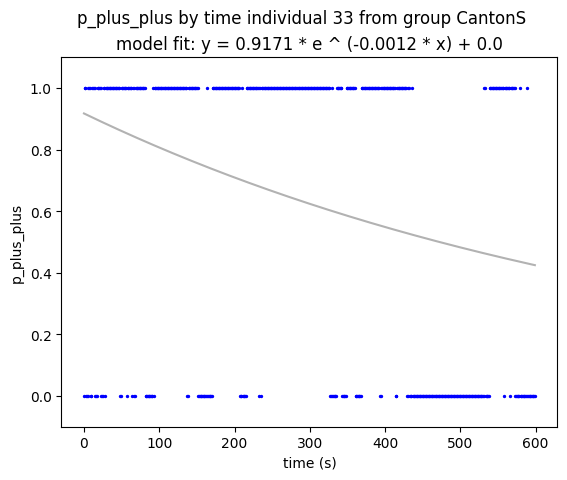 p_plus_plus by time individual 33 from group CantonS
model fit: y = 0.9171 * e ^ (-0.0012 * x) + 0.0
1.0
0.8
0.6
0.4
0.2
0.0
p_plus_plus
0 100 200 300 400 500 600
time (s)